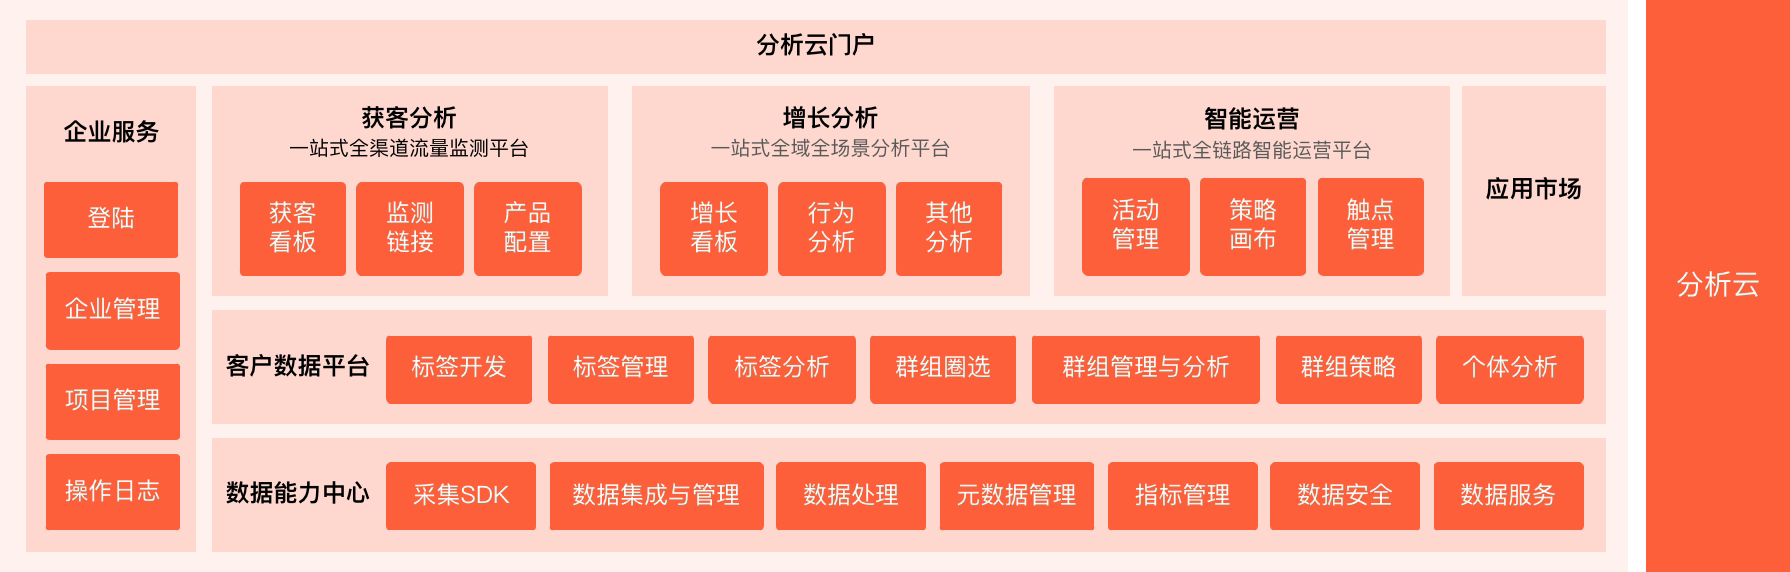 分析云门户
企业服务
登陆
企业管理
项目管理
操作日志
获客分析
一站式全渠道流量监测平台
获客
看板
监测
链接
产品
配置
增长分析
一站式全域全场景分析平台
增长
看板
行为
分析
其他
分析
智能运营
一站式全链路智能运营平台
活动
管理
策略
画布
触点
管理
应用市场
客户数据平台
标签开发
标签管理
标签分析
群组圈选
群组管理与分析
群组策略
个体分析
数据能力中心
采集SDK
数据集成与管理
数据处理
元数据管理
指标管理
数据安全
数据服务
分析云